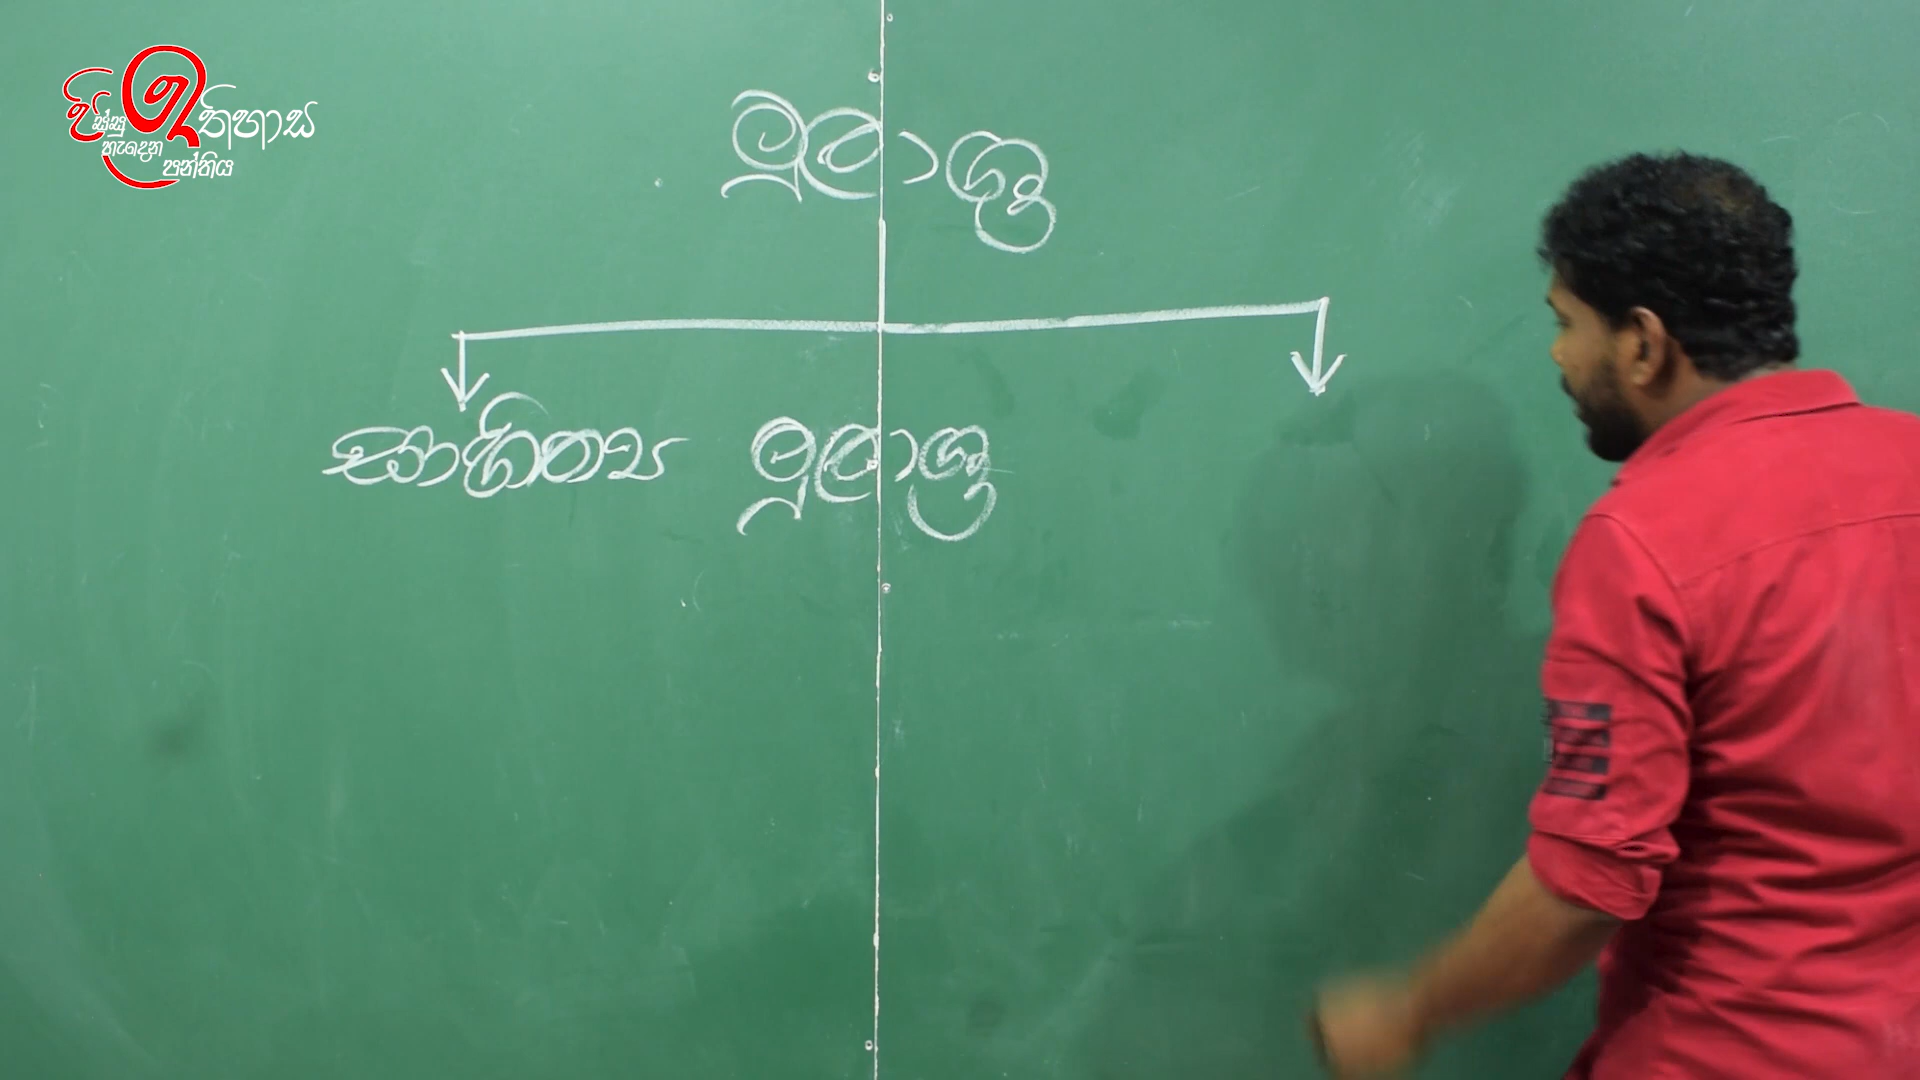 පිස්සු ඉතිහාස
හැදෙන
පන්තිය
මූලාශ්‍ර
සාහිත්‍ය මූලාශ්‍ර